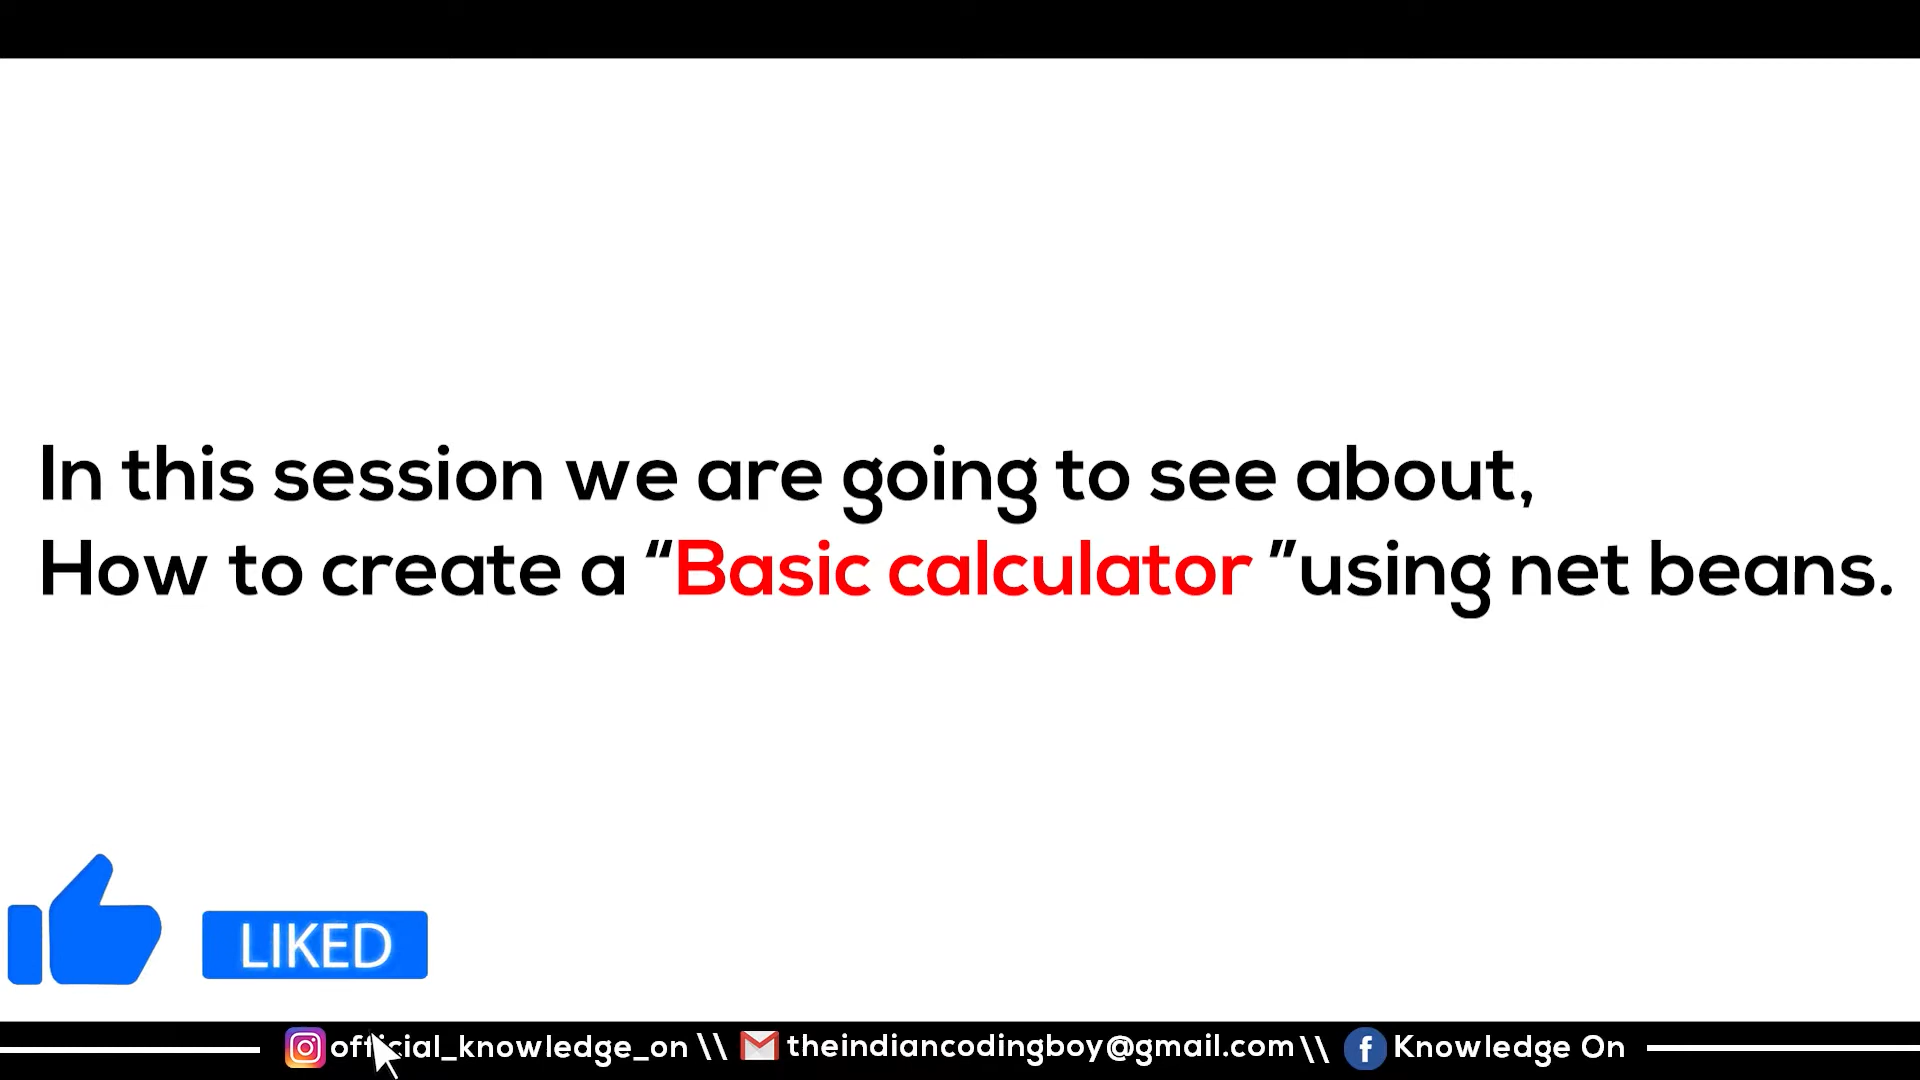 In this session we are going to see about,
How to create a “Basic calculator ”using net beans.
LIKED
official_knowledge_on \\ theindiancodingboy@gmail.com \\ Knowledge On